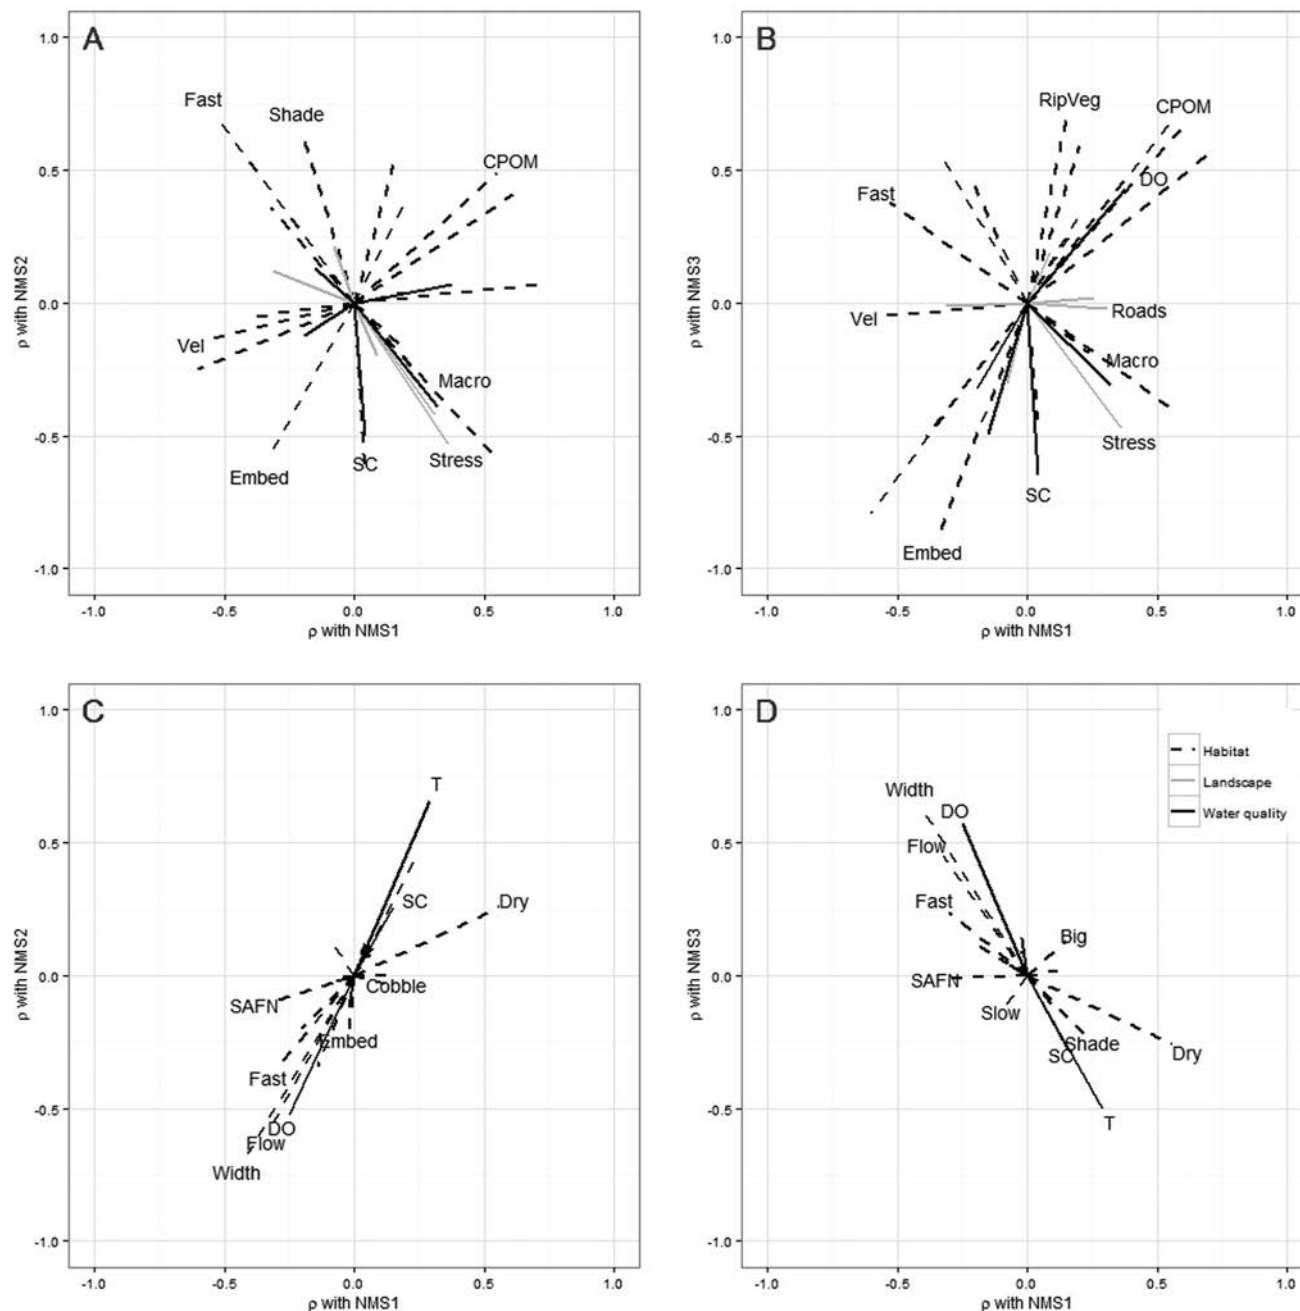 A
1.0
Fast
Shade
CPOM
0.5
ρ with NMS2
0.0
Vel
Macro
-0.5
Embed
SC
Stress
-1.0
-1.0 -0.5 0.0 0.5 1.0
ρ with NMS1
B
1.0
RipVeg
CPOM
0.5
DO
Fast
ρ with NMS3
0.0
Vel
Roads
Macro
-0.5
Stress
SC
Embed
-1.0
-1.0 -0.5 0.0 0.5 1.0
ρ with NMS1
C
1.0
T
0.5
SC
Dry
ρ with NMS2
0.0
Cobble
SAFN
Embed
Fast
-0.5
DO
Flow
Width
-1.0
-1.0 -0.5 0.0 0.5 1.0
ρ with NMS1
D
1.0
Habitat
Landscape
Water quality
Width
DO
0.5
Flow
Fast
Big
ρ with NMS3
0.0
SAFN
Slow
Shade
SC
Dry
-0.5
T
-1.0
-1.0 -0.5 0.0 0.5 1.0
ρ with NMS1